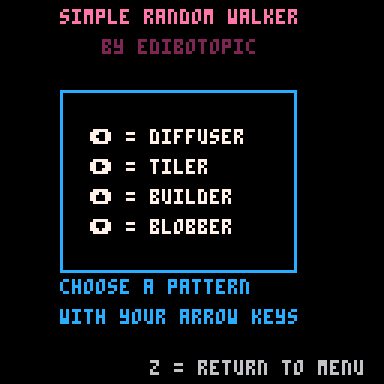 SIMPLE RANDOM WALKER
BY EDIBOTOPIC
⬅️ = DIFFUSER
➡️ = TILER
⬆️ = BUILDER
⬇️ = BLOBBER
CHOOSE A PATTERN
WITH YOUR ARROW KEYS
Z = RETURN TO MENU